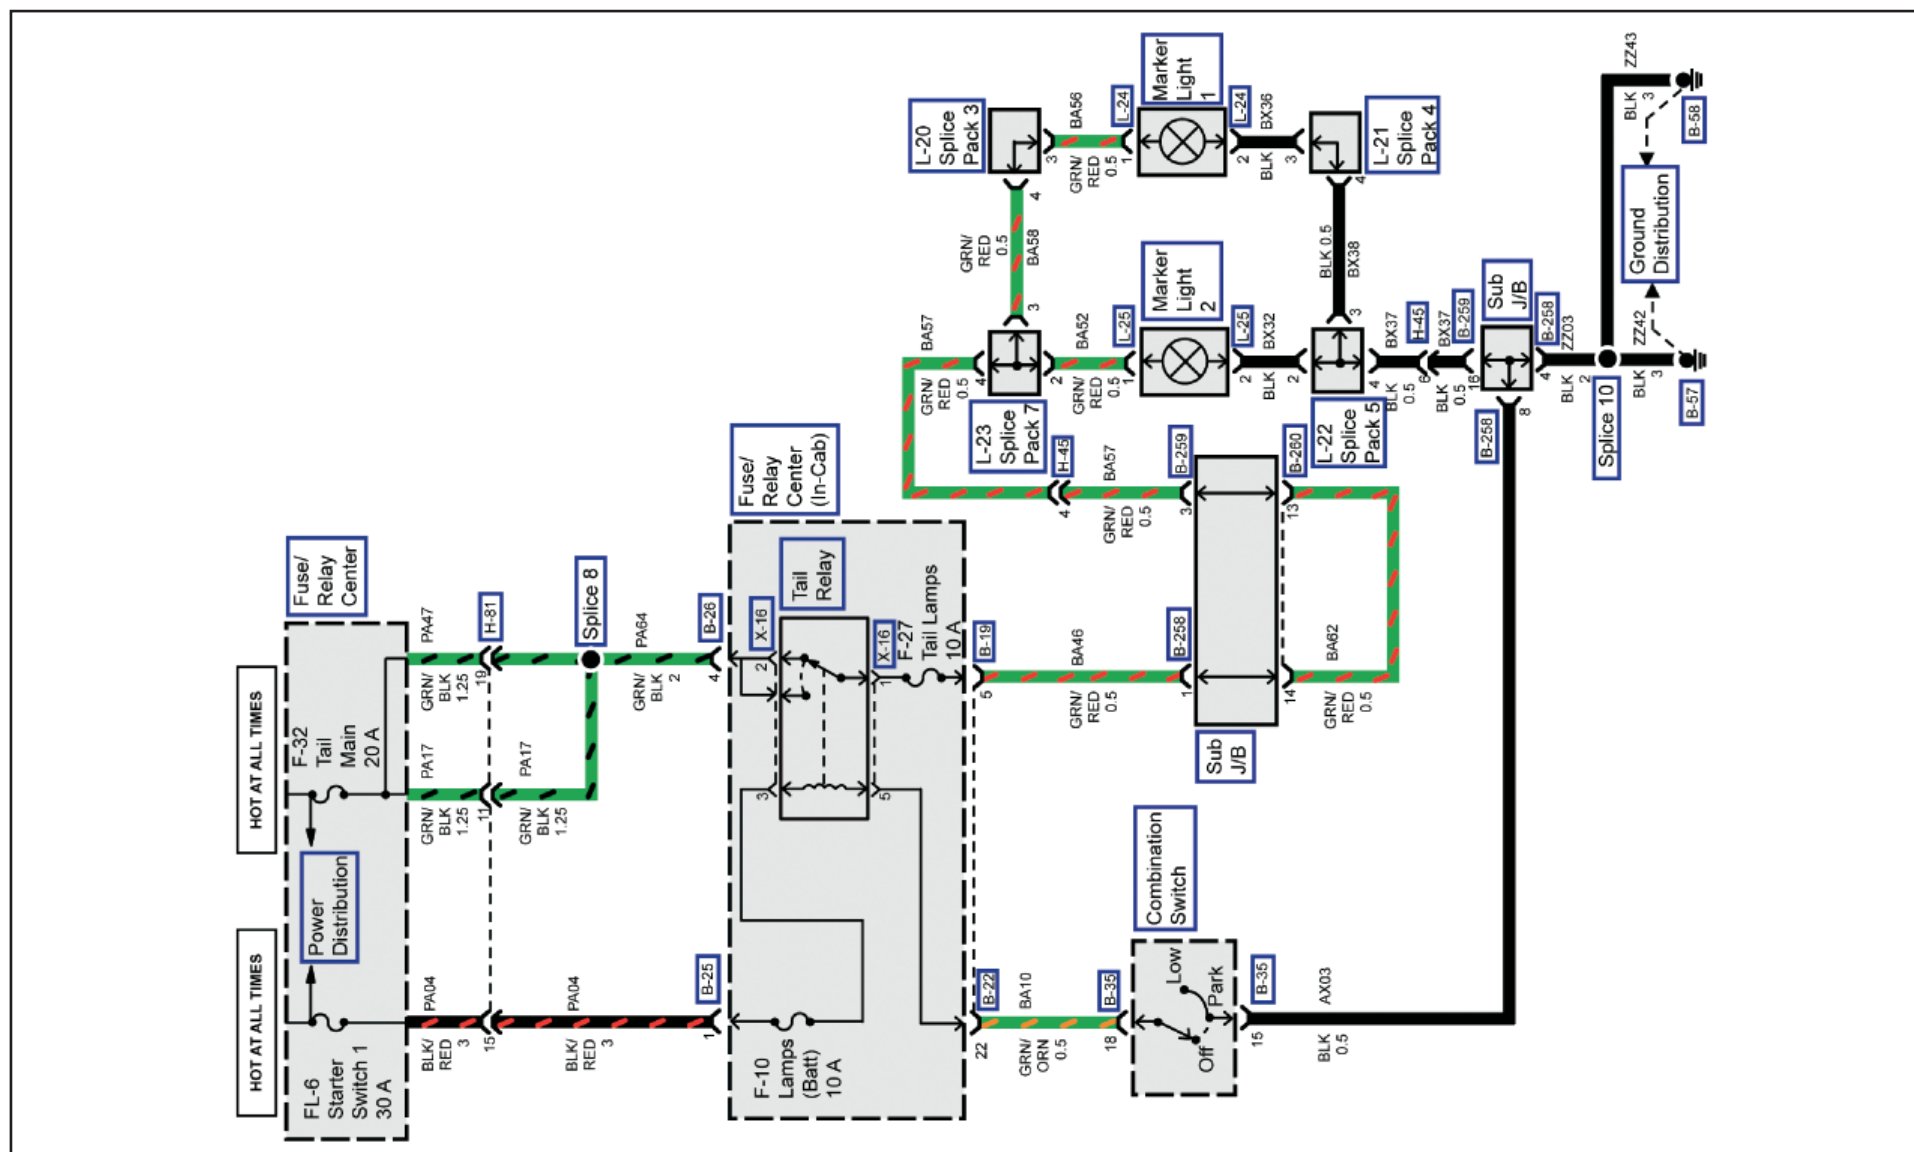 HOT AT ALL TIMES
HOT AT ALL TIMES
FL-6
Starter
Switch 1
30 A
Power
Distribution
F-32
Tail
Main
20 A
Fuse/
Relay
Center
BLK/
RED
3
PA04
15
BLK/
RED
3
PA04
1
B-25
GRN/
BLK
1.25
PA17
11
GRN/
BLK
1.25
PA17
GRN/
BLK
1.25
PA47
19
H-81
Splice 8
GRN/
BLK
2
PA64
4
B-26
Fuse/
Relay
Center
(In-Cab)
F-10
Lamps
(Batt)
10 A
X-16
2
3
Tail
Relay
X-16
1
5
F-27
Tail Lamps
10 A
22
B-22
GRN/
ORN
0.5
BA10
18
B-35
Combination
Switch
Off
Low
Park
15
B-35
BLK
0.5
AX03
5
B-19
GRN/
RED
0.5
BA46
1
B-258
Sub
J/B
14
GRN/
RED
0.5
BA62
13
B-260
3
B-259
GRN/
RED
0.5
BA57
4
H-45
GRN/
RED
0.5
BA57
4
L-23
Splice
Pack 7
3
2
GRN/
RED
0.5
BA58
4
L-20
Splice
Pack 3
3
GRN/
RED
0.5
BA56
1
L-24
Marker
Light
1
L-24
2
BLK
BX36
3
L-21
Splice
Pack 4
4
BLK 0.5
BX38
3
GRN/
RED
0.5
BA52
1
L-25
Marker
Light
2
L-25
2
BLK
BX32
2
L-22
Splice
Pack 5
4
BLK
0.5
BX37
6
H-45
BLK
0.5
BX37
16
B-259
Sub
J/B
B-258
8
B-258
4
BLK
2
ZZ03
Splice 10
BLK
3
ZZ42
B-57
Ground
Distribution
BLK
3
ZZ43
B-58